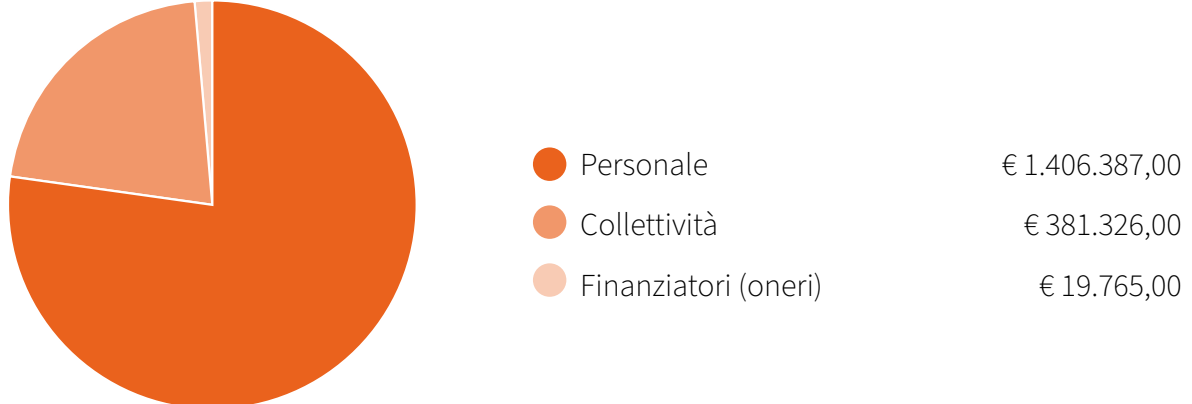 Personale € 1.406.387,00
Collettività € 381.326,00
Finanziatori (oneri) € 19.765,00